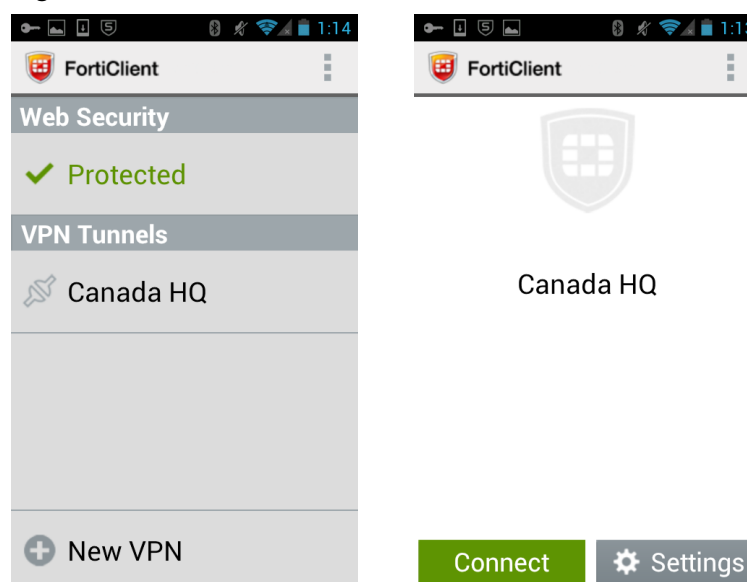 1:14
FortiClient
Web Security
Protected
VPN Tunnels
Canada HQ
New VPN
FortiClient
Canada HQ
Connect
Settings